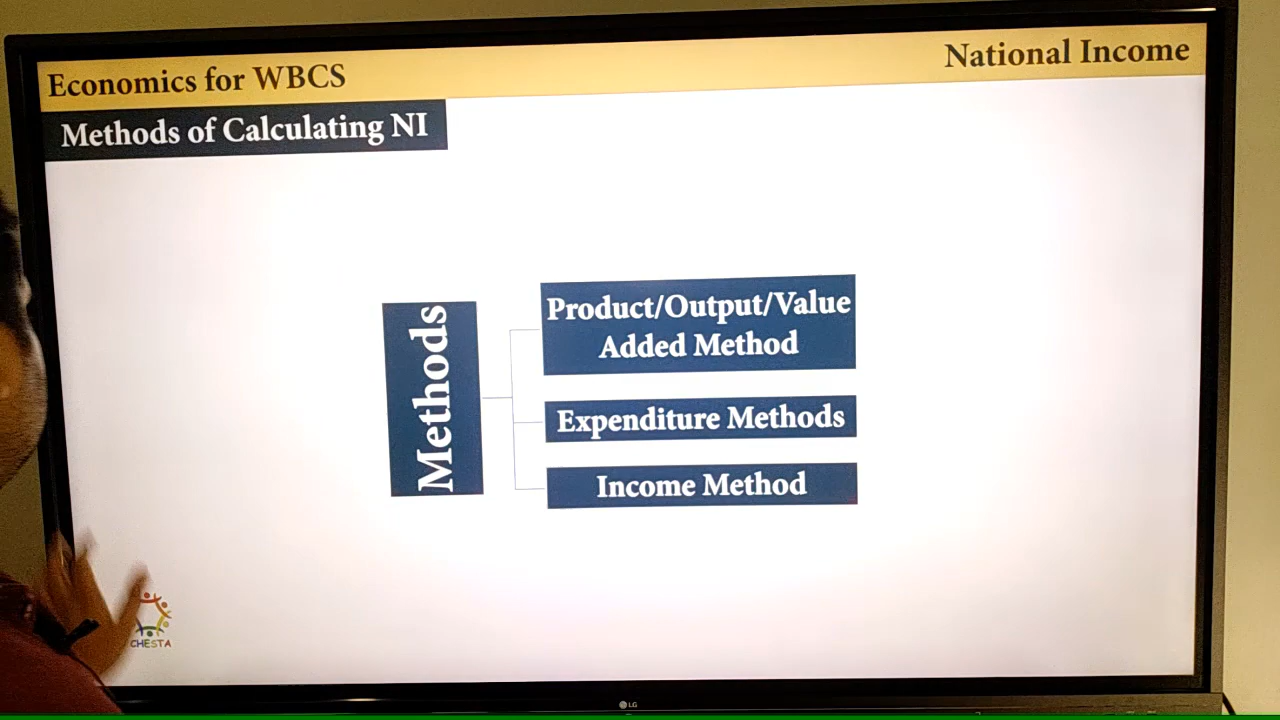 Economics for WBCS
National Income
Methods of Calculating NI
Methods
Product/Output/Value
Added Method
Expenditure Methods
Income Method
CHESTA
LG